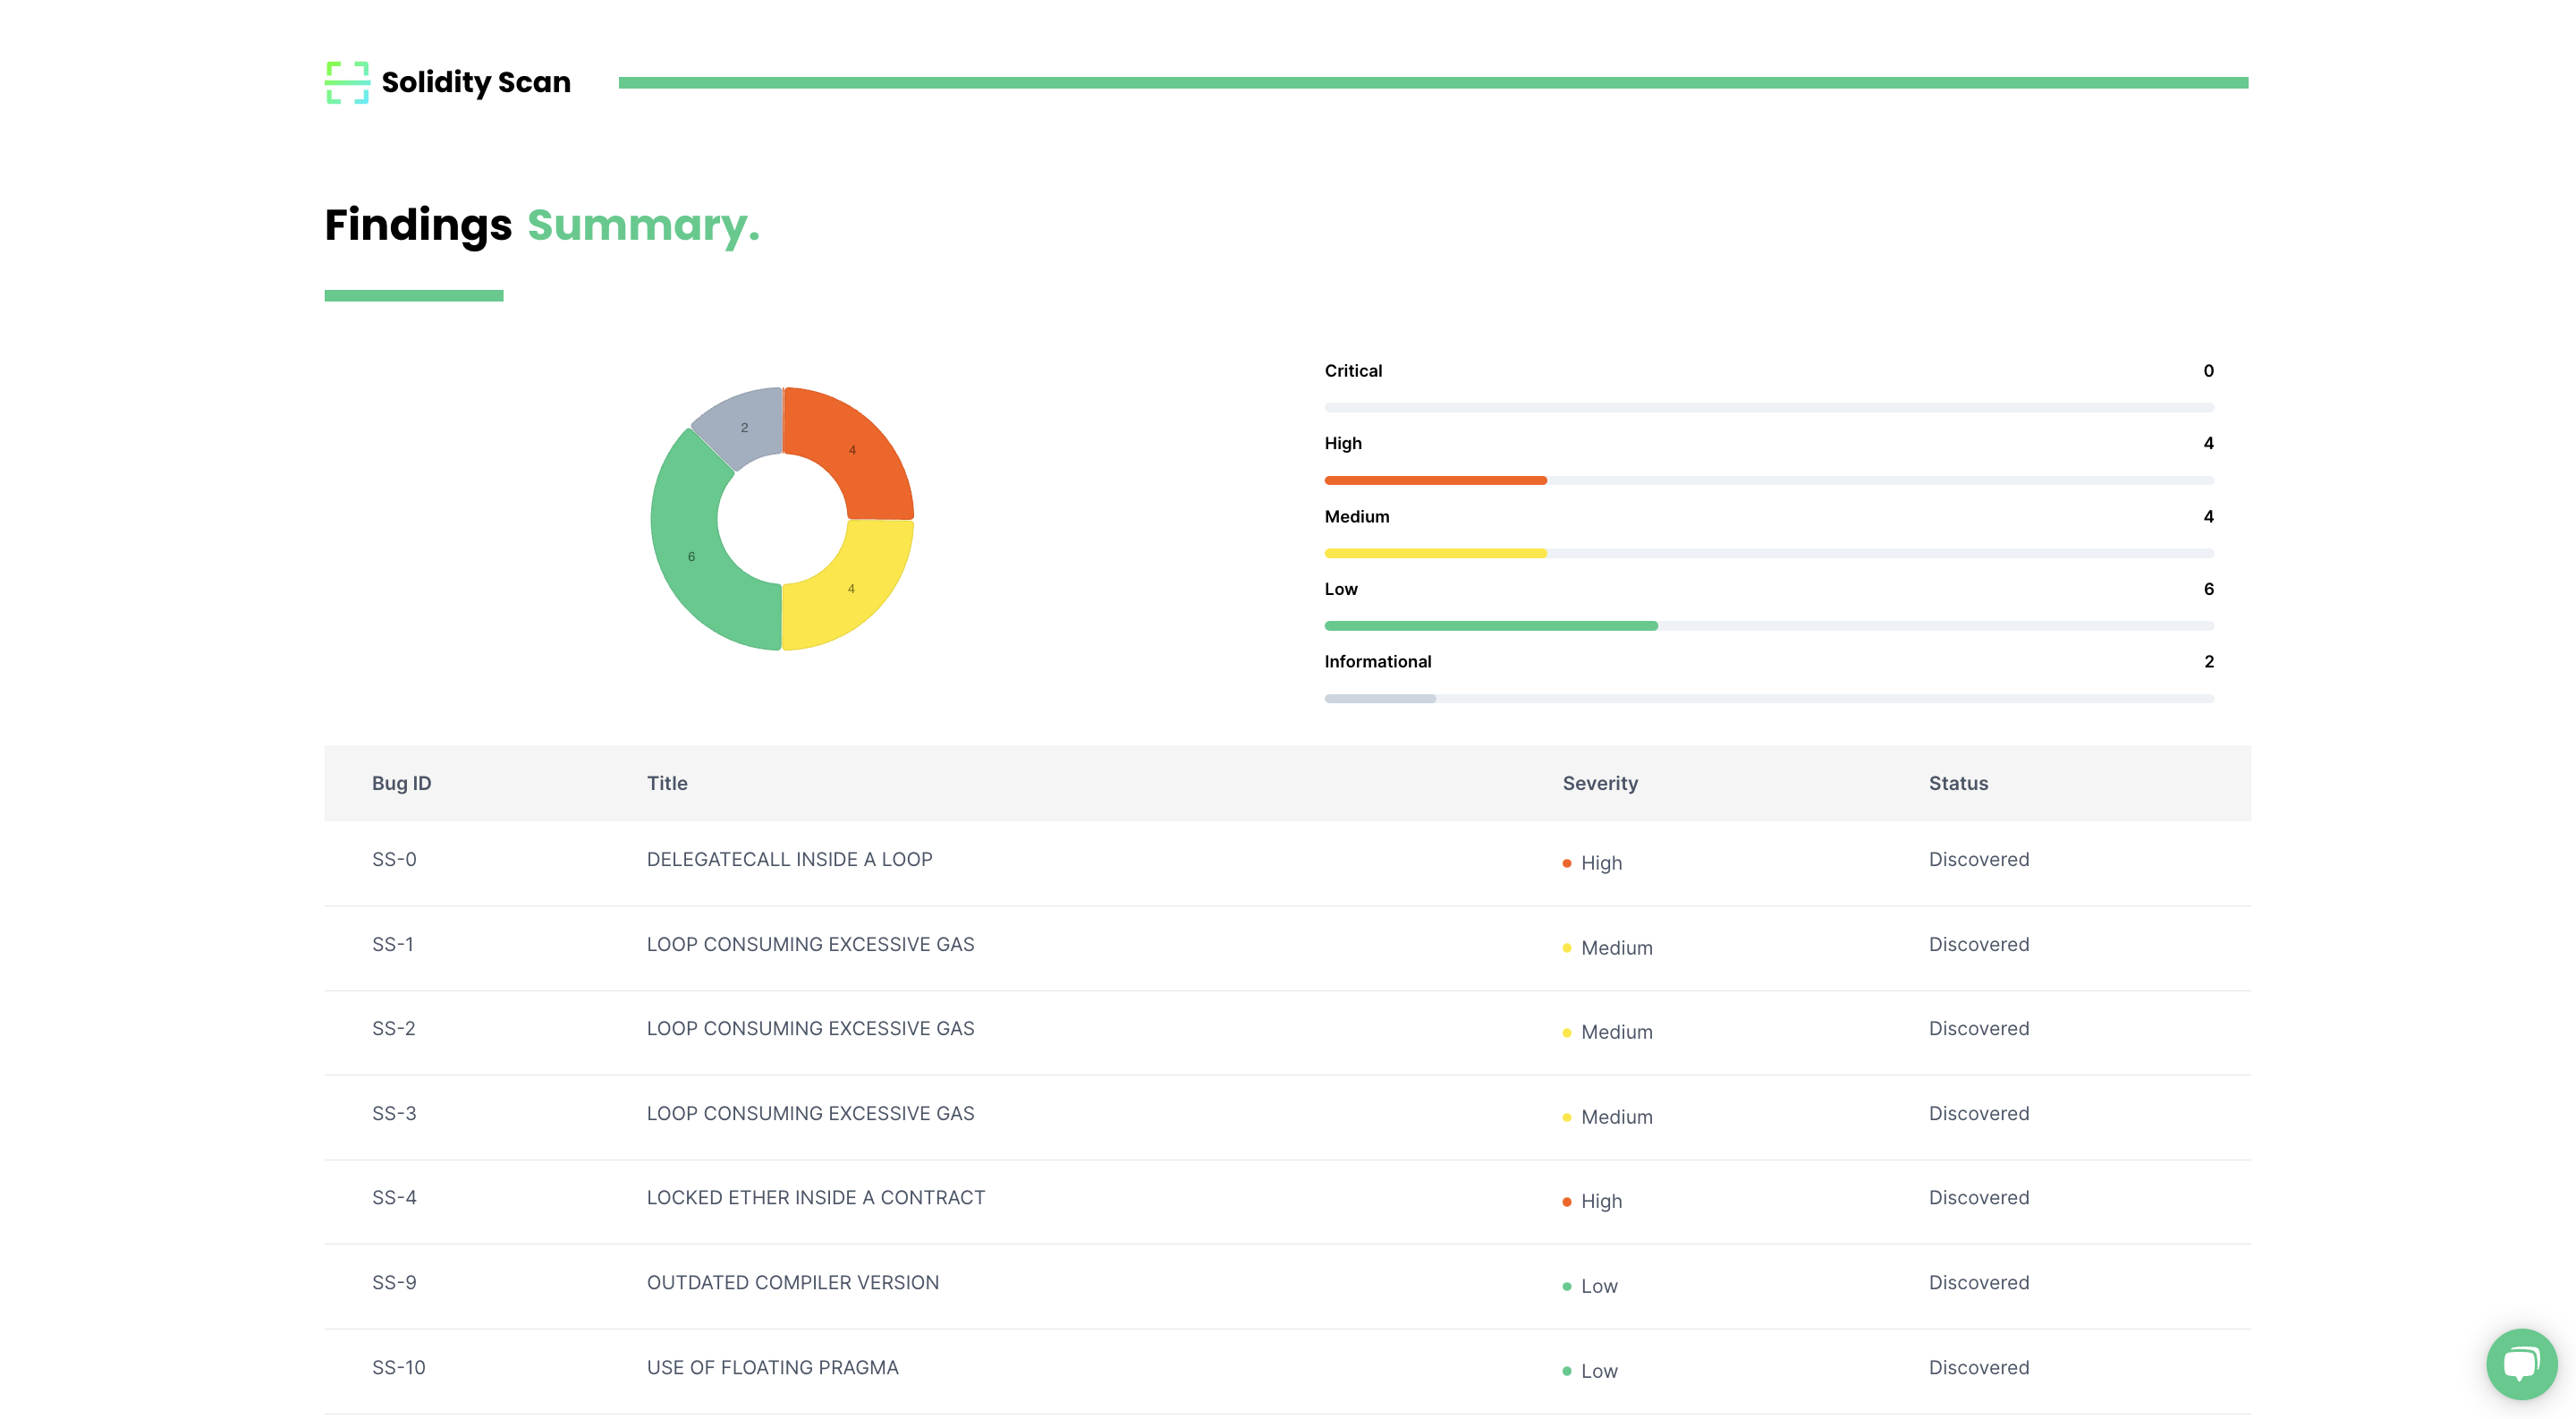 Solidity Scan
Findings Summary.
2
4
6
4
Critical 0
High 4
Medium 4
Low 6
Informational 2
Bug ID Title Severity Status
SS-0 DELEGATECALL INSIDE A LOOP High Discovered
SS-1 LOOP CONSUMING EXCESSIVE GAS Medium Discovered
SS-2 LOOP CONSUMING EXCESSIVE GAS Medium Discovered
SS-3 LOOP CONSUMING EXCESSIVE GAS Medium Discovered
SS-4 LOCKED ETHER INSIDE A CONTRACT High Discovered
SS-9 OUTDATED COMPILER VERSION Low Discovered
SS-10 USE OF FLOATING PRAGMA Low Discovered